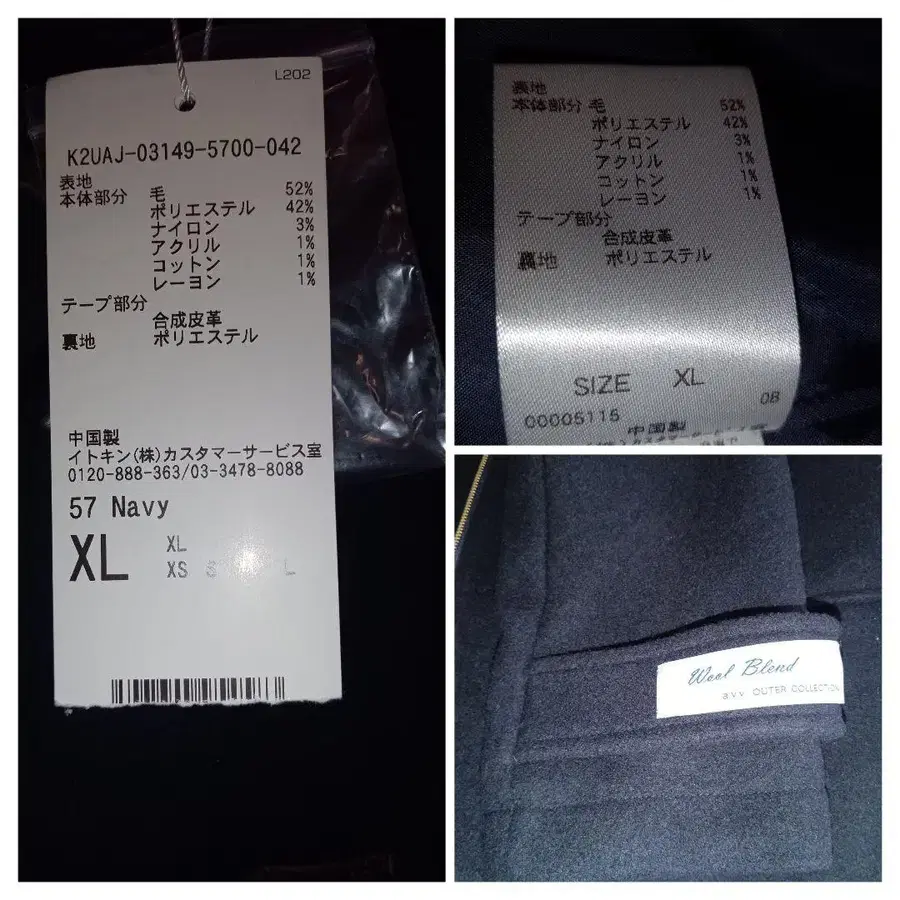 L202
K2UAJ-03149-5700-042
表地
本体部分 毛 52%
ポリエステル 42%
ナイロン 3%
アクリル 1%
コットン 1%
レーヨン 1%
テープ部分
合成皮革
裏地 ポリエステル
中国製
イトキン(株)カスタマーサービス室
0120-888-363/03-3478-8088
57 Navy
XL XL
XS S L
表地
本体部分 毛 52%
ポリエステル 42%
ナイロン 3%
アクリル 1%
コットン 1%
レーヨン 1%
テープ部分
合成皮革
裏地 ポリエステル
SIZE XL
0B
00005115
中国製
Wool Blend
a.v.v OUTER COLLECTION